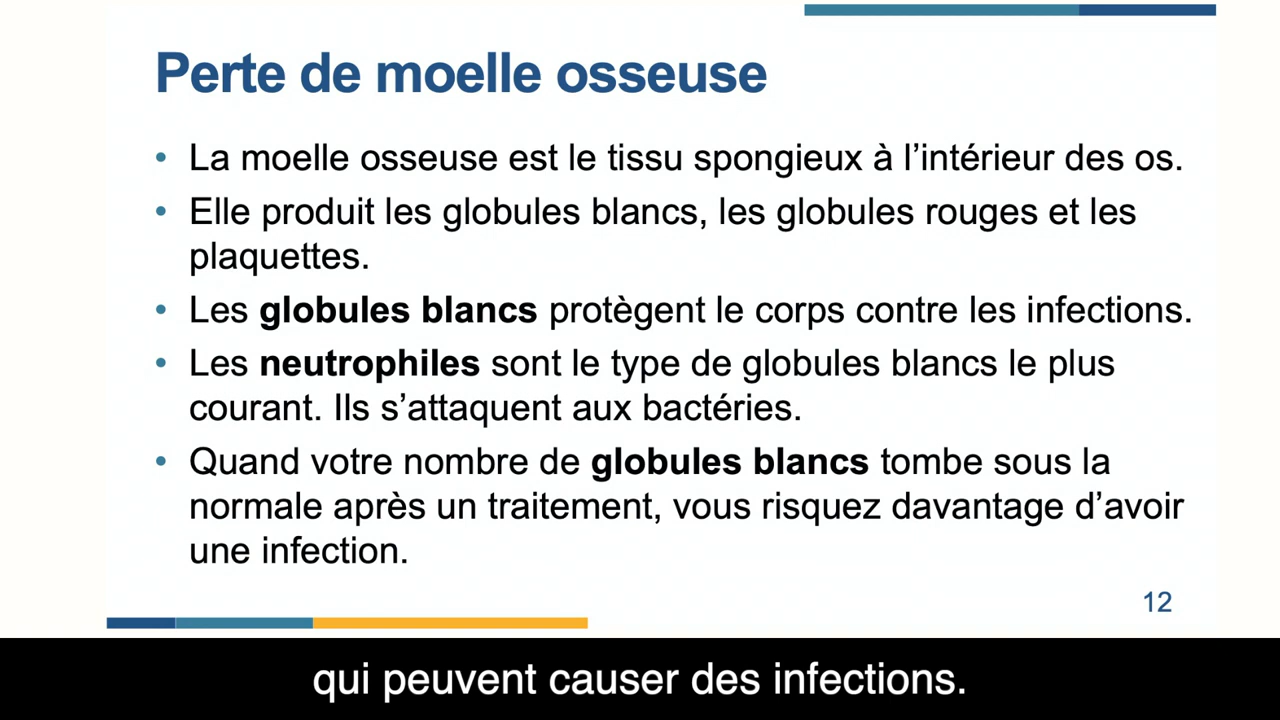 Perte de moelle osseuse
• La moelle osseuse est le tissu spongieux à l’intérieur des os.
• Elle produit les globules blancs, les globules rouges et les
plaquettes.
• Les globules blancs protègent le corps contre les infections.
• Les neutrophiles sont le type de globules blancs le plus
courant. Ils s’attaquent aux bactéries.
• Quand votre nombre de globules blancs tombe sous la
normale après un traitement, vous risquez davantage d’avoir
une infection.
12
qui peuvent causer des infections.